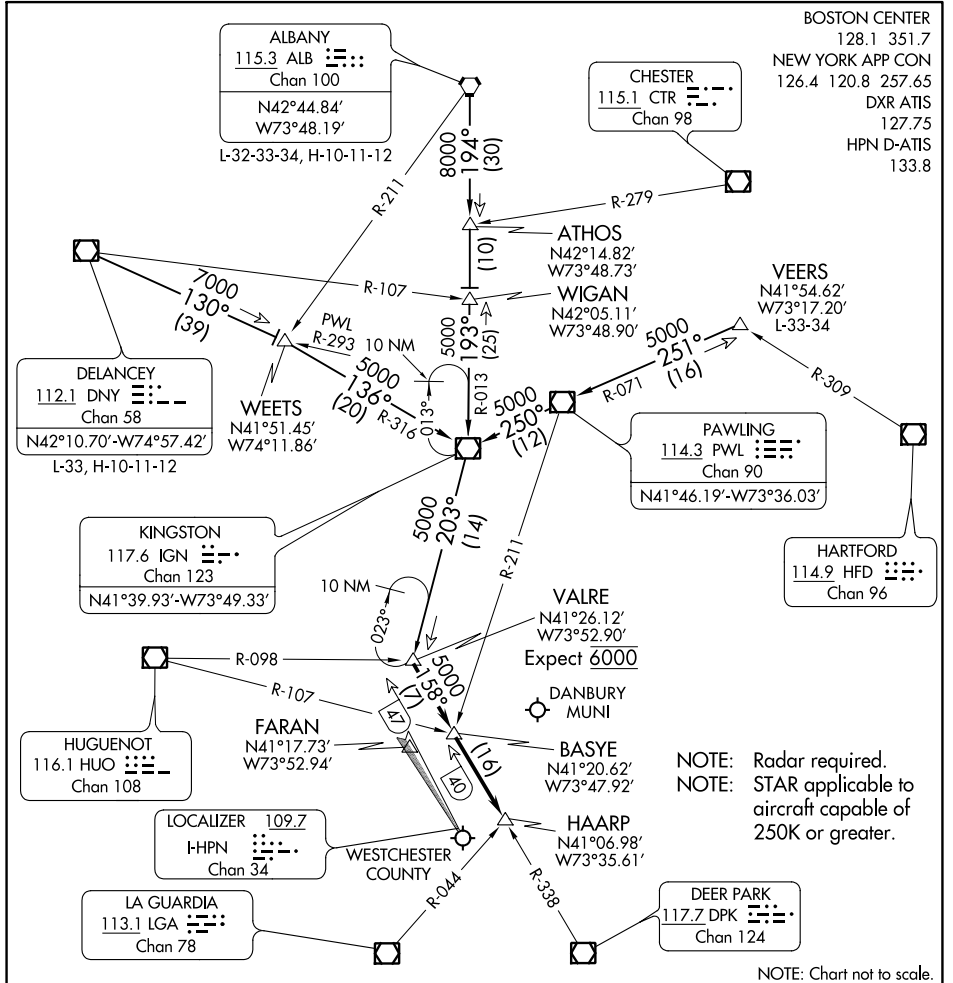 BOSTON CENTER
128.1 351.7
NEW YORK APP CON
126.4 120.8 257.65
DXR ATIS
127.75
HPN D-ATIS
133.8
ALBANY
115.3 ALB
Chan 100
N42°44.84’
W73°48.19’
L-32-33-34, H-10-11-12
CHESTER
115.1 CTR
Chan 98
R-211
8000
194°
(30)
R-279
ATHOS
N42°14.82’
W73°48.73’
(10)
WIGAN
N42°05.11’
W73°48.90’
R-107
7000
130°
(39)
VEERS
N41°54.62’
W73°17.20’
L-33-34
PWL
R-293
10 NM
5000
193°
(25)
R-013
013°
5000
136°
(20)
R-316
5000
251°
(16)
R-071
R-309
5000
250°
(12)
DELANCEY
112.1 DNY
Chan 58
N42°10.70’-W74°57.42’
L-33, H-10-11-12
WEETS
N41°51.45’
W74°11.86’
PAWLING
114.3 PWL
Chan 90
N41°46.19’-W73°36.03’
KINGSTON
117.6 IGN
Chan 123
N41°39.93’-W73°49.33’
5000
203°
(14)
R-211
HARTFORD
114.9 HFD
Chan 96
10 NM
023°
VALRE
N41°26.12’
W73°52.90’
Expect 6000
R-098
R-107
5000
158°
(7)
DANBURY
MUNI
47
FARAN
N41°17.73’
W73°52.94’
HUGUENOT
116.1 HUO
Chan 108
(16)
40
BASYE
N41°20.62’
W73°47.92’
NOTE: Radar required.
NOTE: STAR applicable to
aircraft capable of
250K or greater.
LOCALIZER 109.7
I-HPN
Chan 34
WESTCHESTER
COUNTY
HAARP
N41°06.98’
W73°35.61’
R-044
R-338
LA GUARDIA
113.1 LGA
Chan 78
DEER PARK
117.7 DPK
Chan 124
NOTE: Chart not to scale.